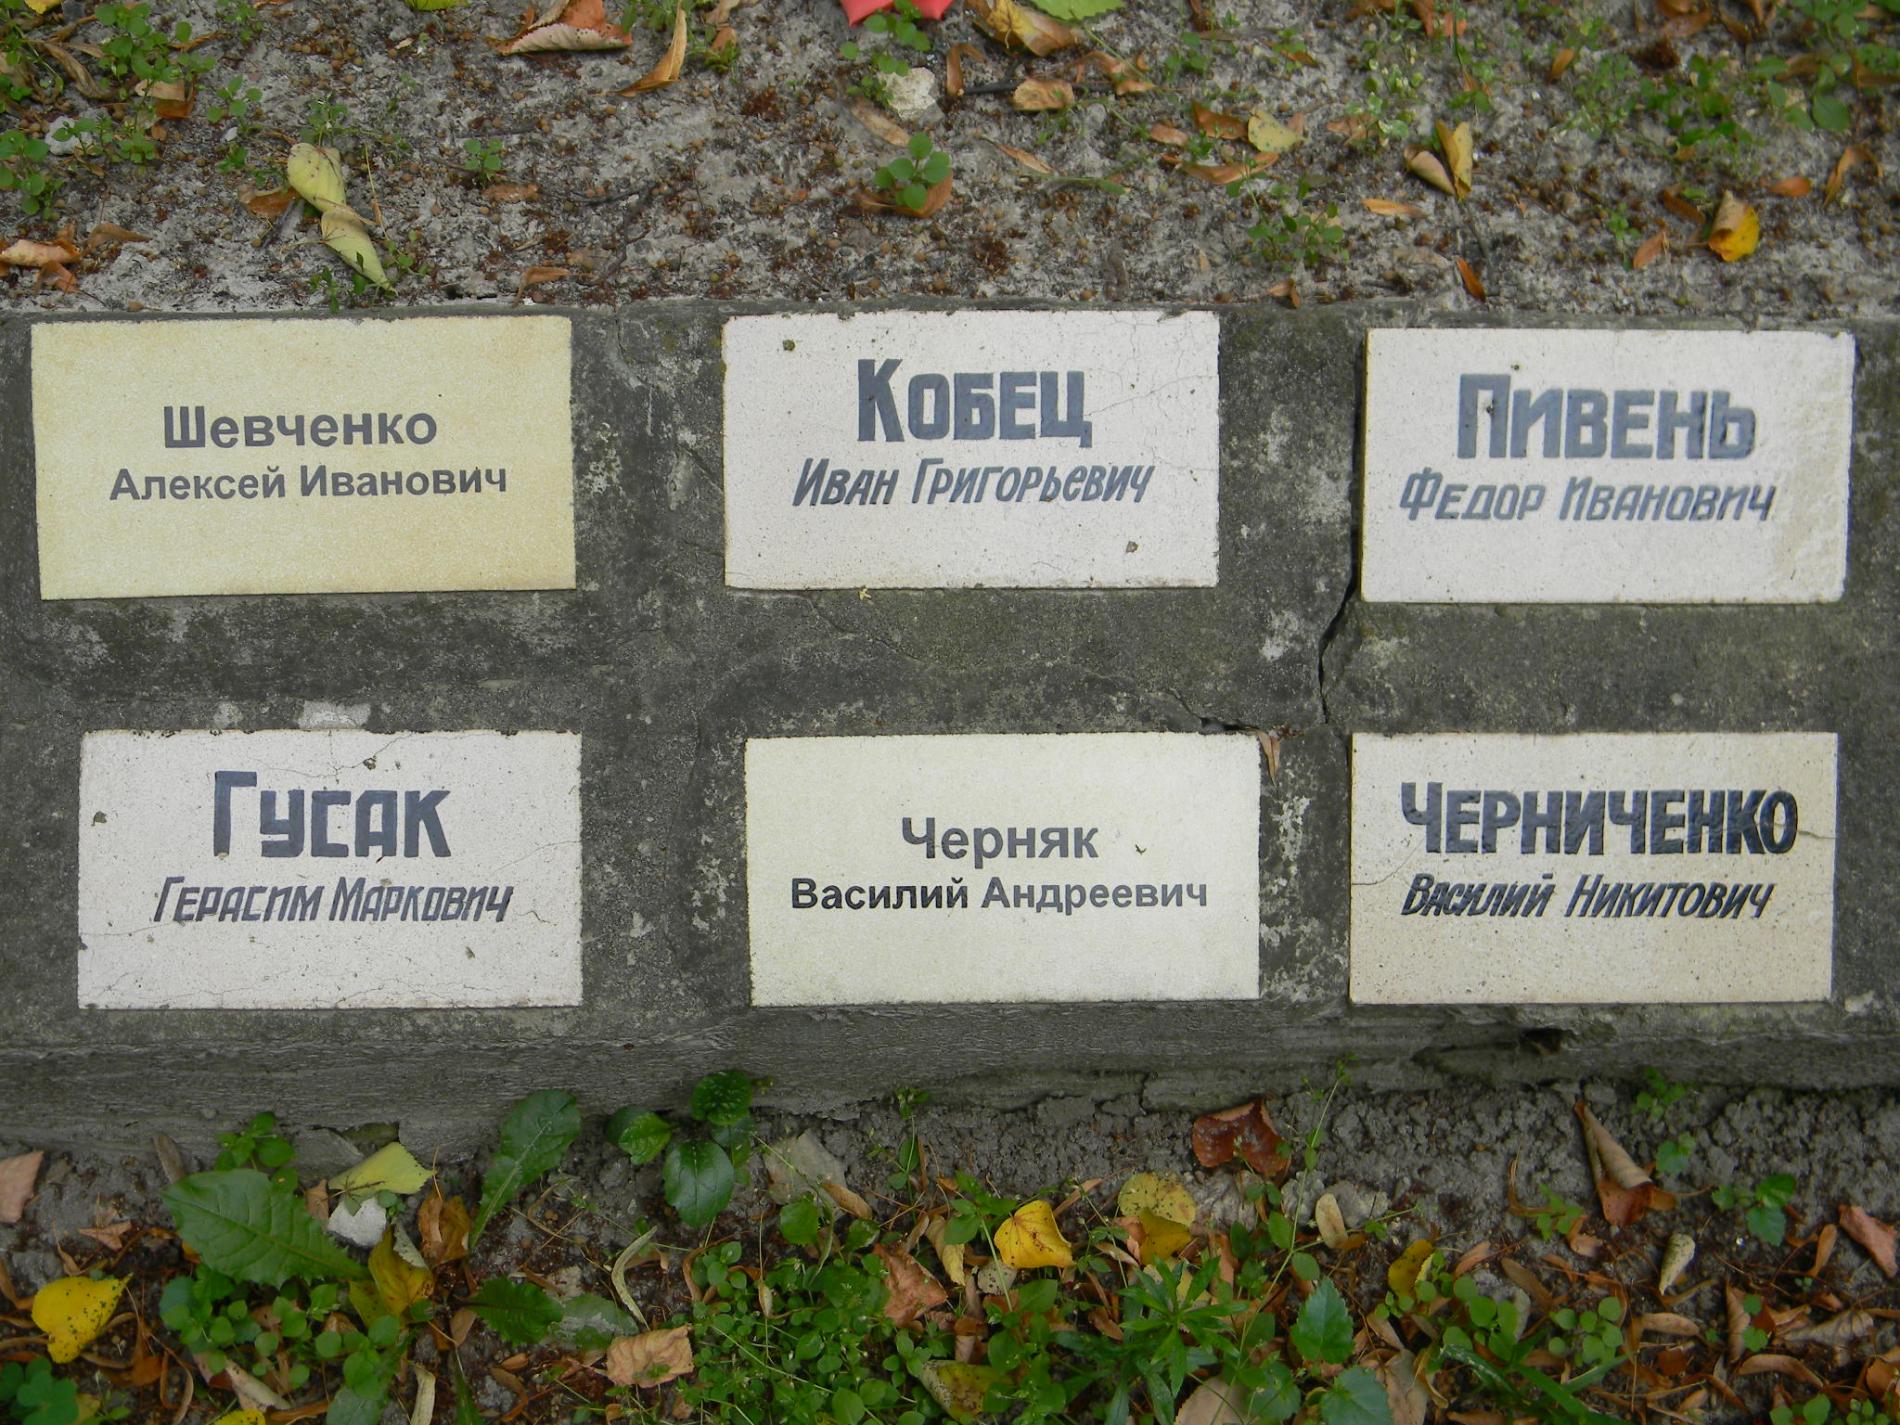 Шевченко
Алексей Иванович
Кобец
Иван Григорьевич
Пивень
Федор Иванович
Гусак
Герасим Маркович
Черняк
Василий Андреевич
Черниченко
Василий Никитович